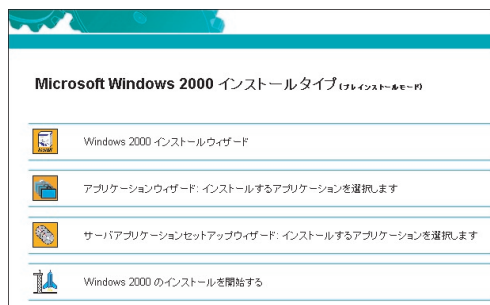 Microsoft Windows 2000 インストールタイプ(プレインストールモード)
Windows 2000 インストールウィザード
アプリケーションウィザード: インストールするアプリケーションを選択します
サーバアプリケーションセットアップウィザード: インストールするアプリケーションを選択します
Windows 2000 のインストールを開始する